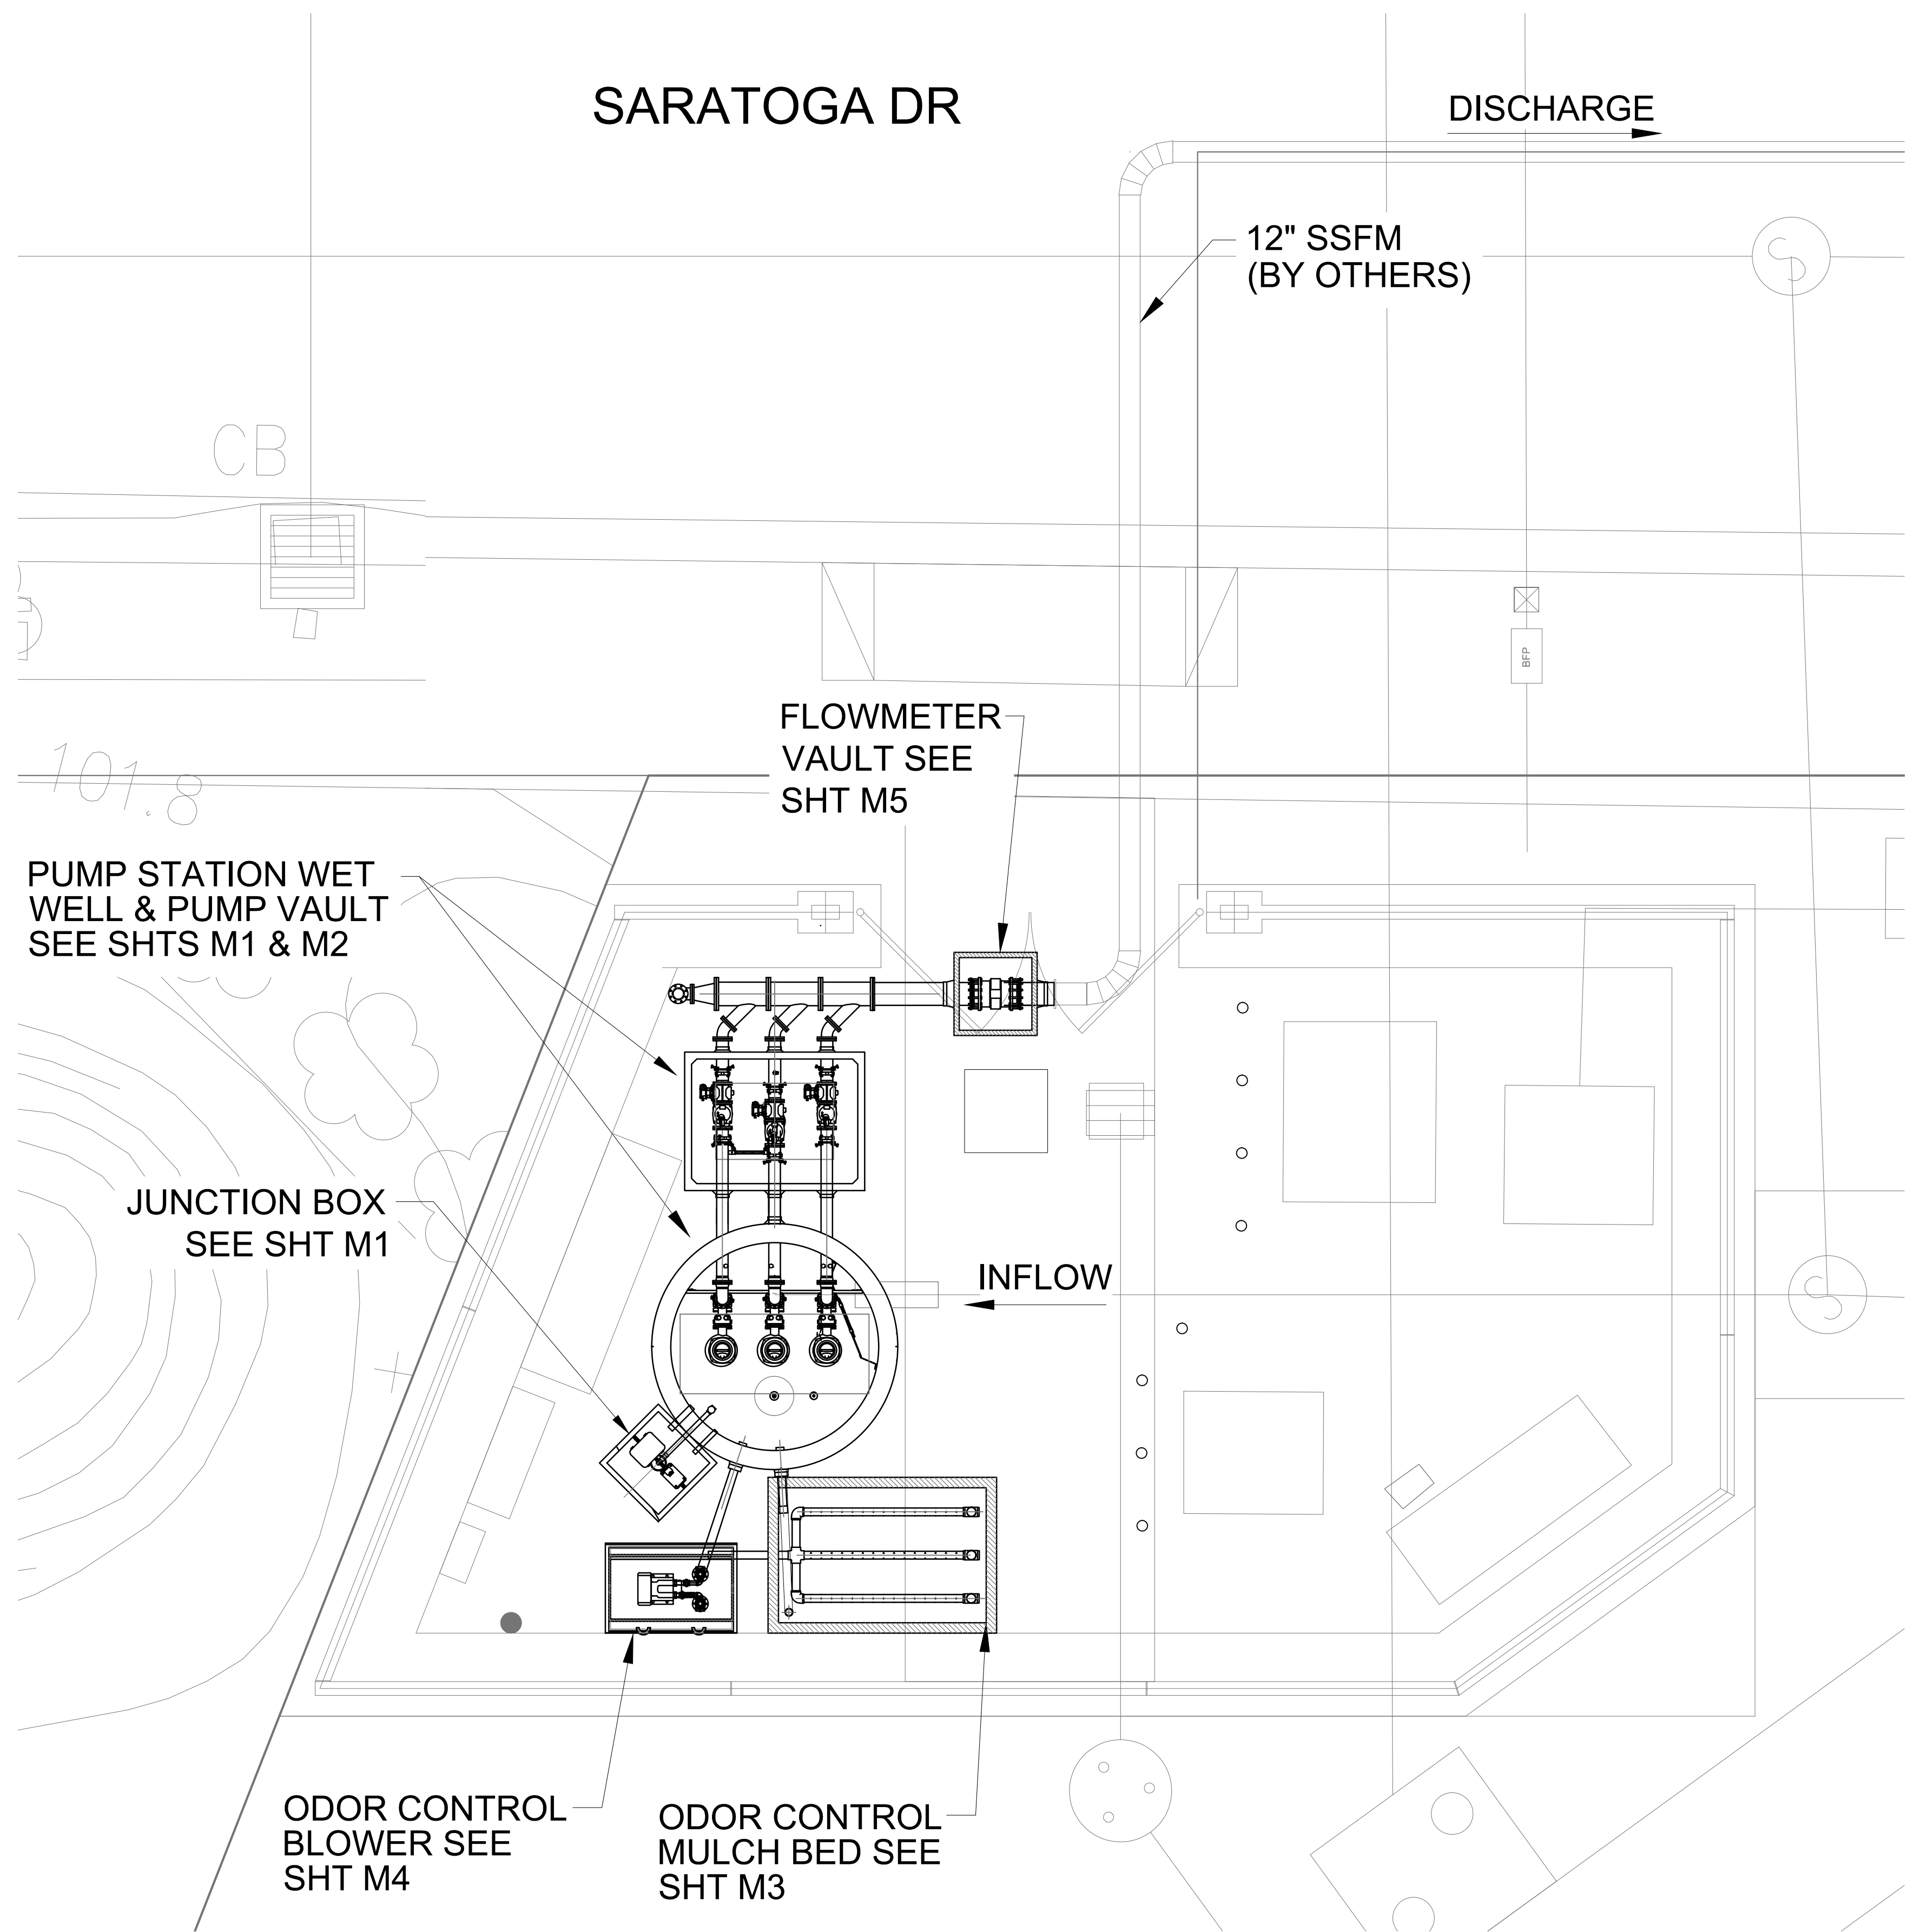 SARATOGA DR
DISCHARGE
12" SSFM
(BY OTHERS)
CB
BFP
FLOWMETER
VAULT SEE
SHT M5
101.8
PUMP STATION WET
WELL & PUMP VAULT
SEE SHTS M1 & M2
JUNCTION BOX
SEE SHT M1
INFLOW
S
S
ODOR CONTROL
BLOWER SEE
SHT M4
ODOR CONTROL
MULCH BED SEE
SHT M3